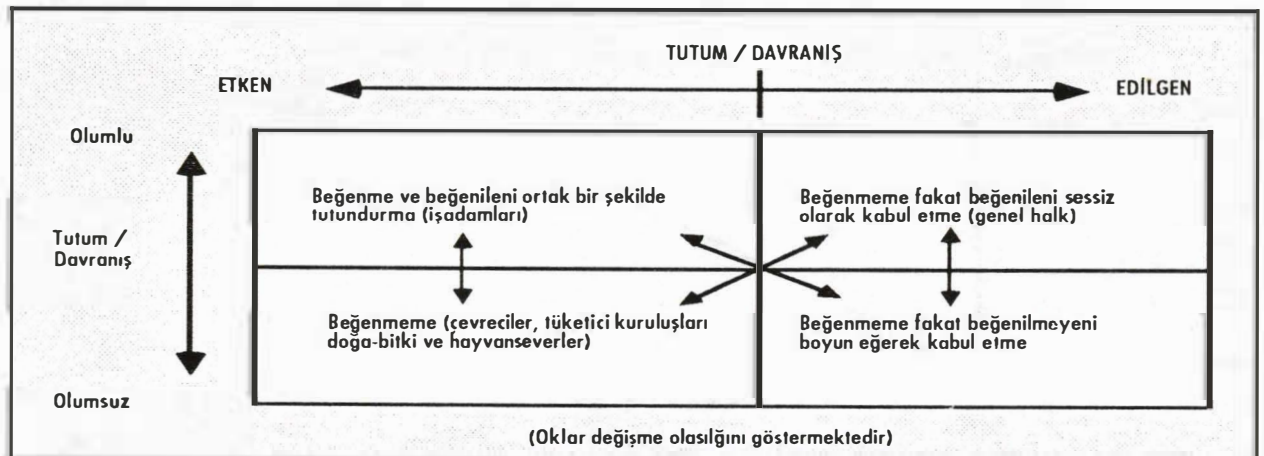 TUTUM / DAVRANIŞ
ETKEN
EDİLGEN
Olumlu
Tutum /
Davranış
Olumsuz
Beğenme ve beğenileni ortak bir şekilde
tutundurma (işadamları)
Beğenmeme fakat beğenileni sessiz
olarak kabul etme (genel halk)
Beğenmeme (çevreciler, tüketici kuruluşları
doğa-bitki ve hayvanseverler)
Beğenmeme fakat beğenilmeyeni
boyun eğerek kabul etme
(Oklar değişme olasılğını göstermektedir)